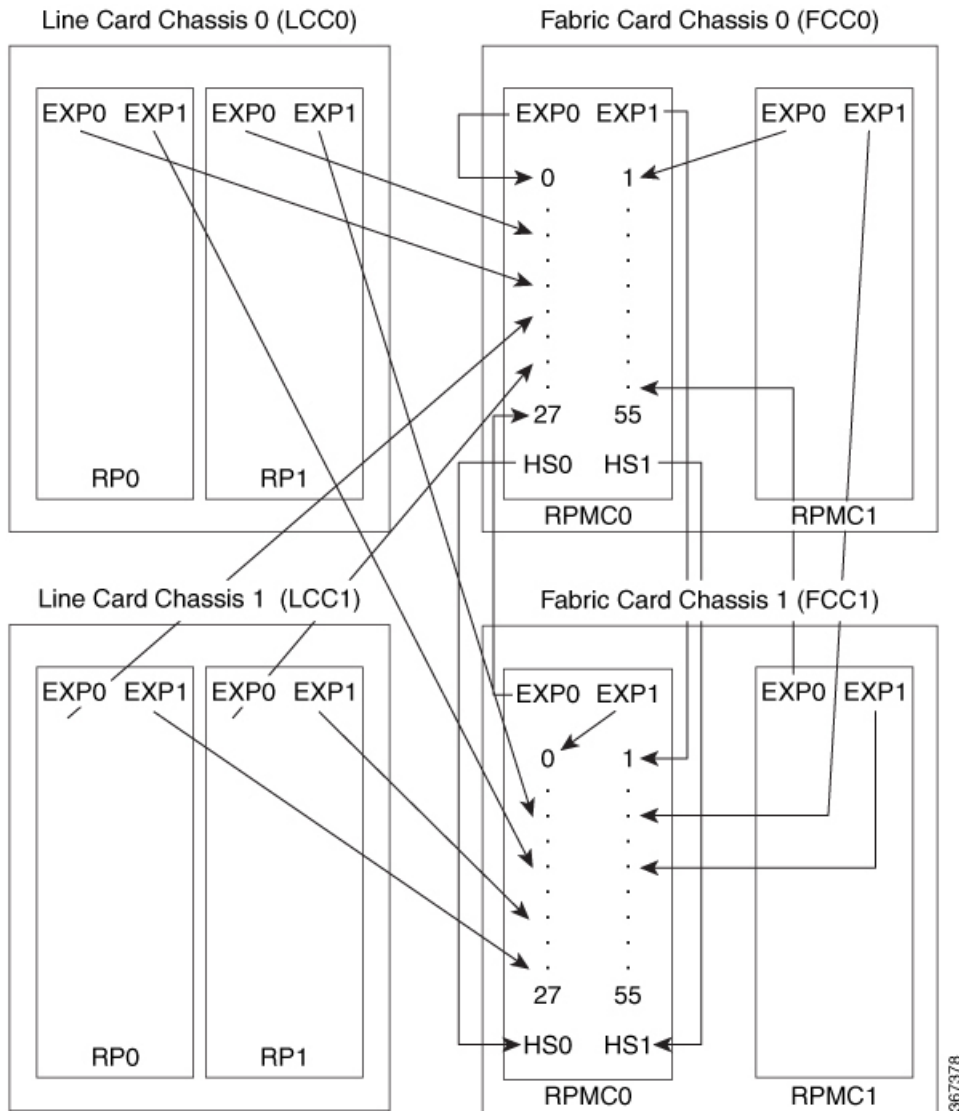 Line Card Chassis 0 (LCC0)
Fabric Card Chassis 0 (FCC0)
EXP0 EXP1
EXP0 EXP1
EXP0 EXP1
EXP0 EXP1
0 1
27 55
HS0 HS1
RP0
RP1
RPMC0
RPMC1
Line Card Chassis 1 (LCC1)
Fabric Card Chassis 1 (FCC1)
EXP0 EXP1
EXP0 EXP1
EXP0 EXP1
EXP0 EXP1
0 1
27 55
HS0 HS1
RP0
RP1
RPMC0
RPMC1
367378